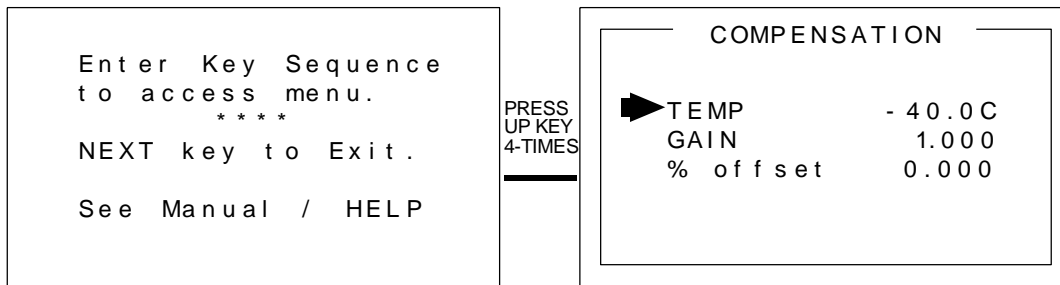 Enter Key Sequence
to access menu.
****
NEXT key to Exit.
See Manual / HELP
PRESS
UP KEY
4-TIMES
COMPENSATION
TEMP -40.0C
GAIN 1.000
% offset 0.000